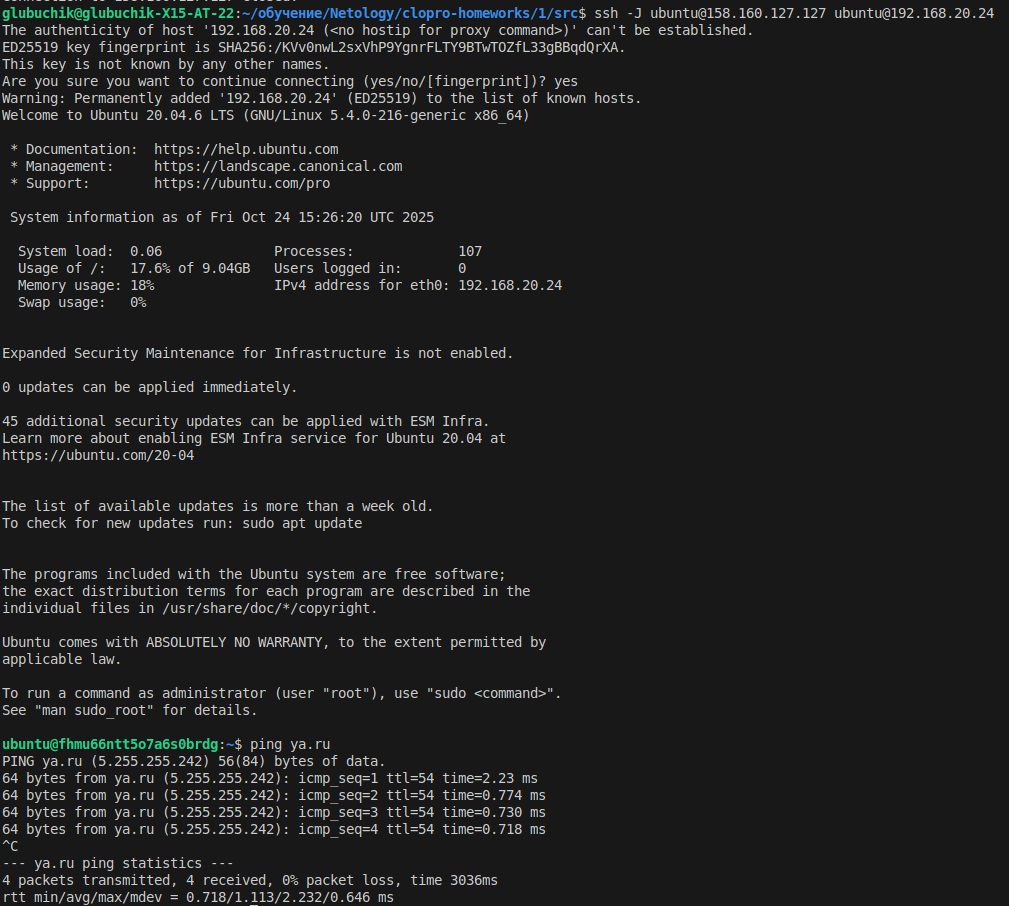 glubuchik@glubuchik-X15-AT-22:~/обучение/Netology/clopro-homeworks/1/src$ ssh -J ubuntu@158.160.127.127 ubuntu@192.168.20.24
The authenticity of host '192.168.20.24 (<no hostip for proxy command>)' can't be established.
ED25519 key fingerprint is SHA256:/KVv0nwL2sxVhP9YgnrFLTY9BTwTOZfL33gBBqdQrXA.
This key is not known by any other names.
Are you sure you want to continue connecting (yes/no/[fingerprint])? yes
Warning: Permanently added '192.168.20.24' (ED25519) to the list of known hosts.
Welcome to Ubuntu 20.04.6 LTS (GNU/Linux 5.4.0-216-generic x86_64)

 * Documentation:  https://help.ubuntu.com
 * Management:     https://landscape.canonical.com
 * Support:        https://ubuntu.com/pro

 System information as of Fri Oct 24 15:26:20 UTC 2025

  System load:  0.06              Processes:             107
  Usage of /:   17.6% of 9.04GB   Users logged in:       0
  Memory usage: 18%               IPv4 address for eth0: 192.168.20.24
  Swap usage:   0%

Expanded Security Maintenance for Infrastructure is not enabled.

0 updates can be applied immediately.

45 additional security updates can be applied with ESM Infra.
Learn more about enabling ESM Infra service for Ubuntu 20.04 at
https://ubuntu.com/20-04

The list of available updates is more than a week old.
To check for new updates run: sudo apt update

The programs included with the Ubuntu system are free software;
the exact distribution terms for each program are described in the
individual files in /usr/share/doc/*/copyright.

Ubuntu comes with ABSOLUTELY NO WARRANTY, to the extent permitted by
applicable law.

To run a command as administrator (user "root"), use "sudo <command>".
See "man sudo_root" for details.

ubuntu@fhmu66ntt5o7a6s0brdg:~$ ping ya.ru
PING ya.ru (5.255.255.242) 56(84) bytes of data.
64 bytes from ya.ru (5.255.255.242): icmp_seq=1 ttl=54 time=2.23 ms
64 bytes from ya.ru (5.255.255.242): icmp_seq=2 ttl=54 time=0.774 ms
64 bytes from ya.ru (5.255.255.242): icmp_seq=3 ttl=54 time=0.730 ms
64 bytes from ya.ru (5.255.255.242): icmp_seq=4 ttl=54 time=0.718 ms
^C
--- ya.ru ping statistics ---
4 packets transmitted, 4 received, 0% packet loss, time 3036ms
rtt min/avg/max/mdev = 0.718/1.113/2.232/0.646 ms